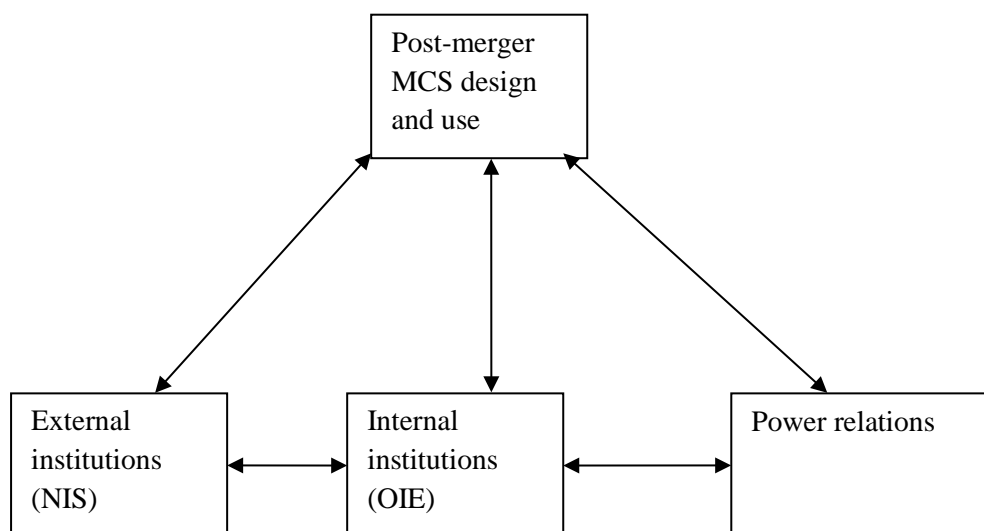 Post-merger
MCS design
and use
External
institutions
(NIS)
Internal
institutions
(OIE)
Power relations